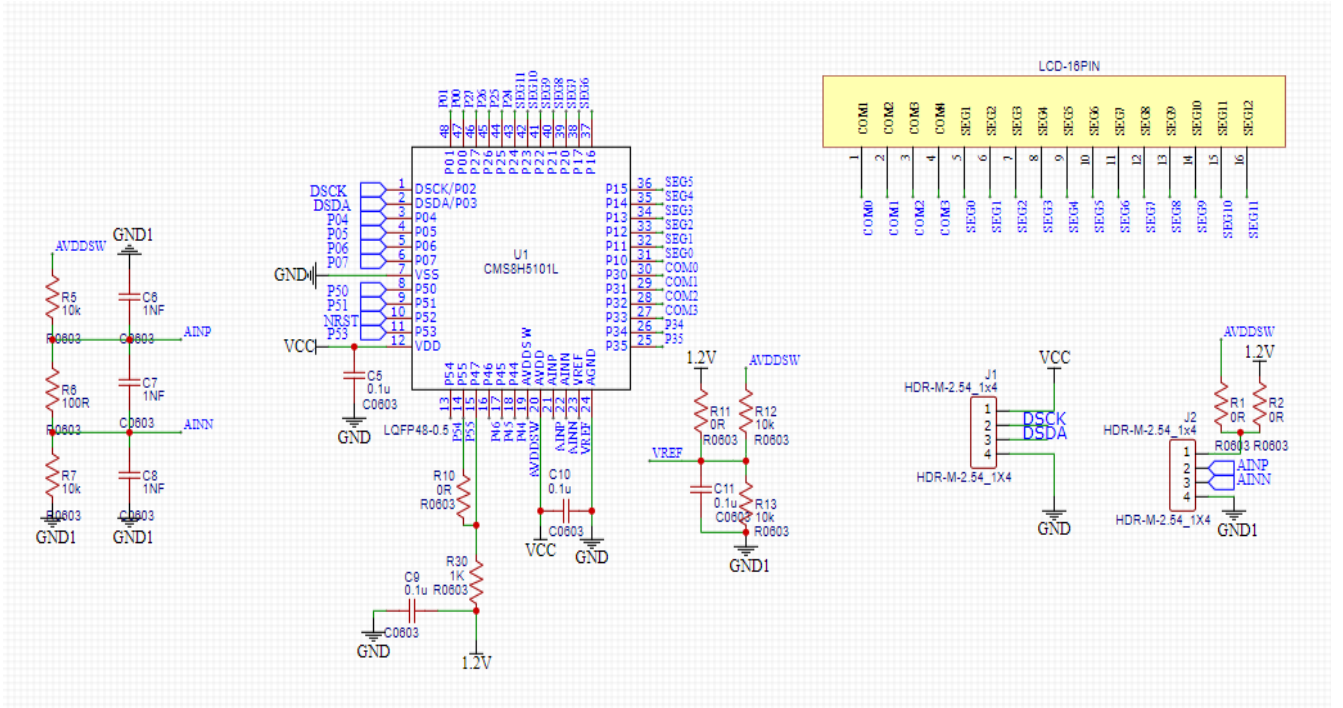 LCD-16PIN
COM1 COM2 COM3 COM4 SEG1 SEG2 SEG3 SEG4 SEG5 SEG6 SEG7 SEG8 SEG9 SEG10 SEG11 SEG12
1 2 3 4 5 6 7 8 9 10 11 12 13 14 15 16
COM0 COM1 COM2 COM3 SEG0 SEG1 SEG2 SEG3 SEG4 SEG5 SEG6 SEG7 SEG8 SEG9 SEG10 SEG11
P01 P00 P27 P26 P25 P24 SEG11 SEG10 SEG9 SEG8 SEG7 SEG6
48 47 46 45 44 43 42 41 40 39 38 37
P01 P00 P27 P26 P25 P24 P23 P22 P21 P20 P17 P16
DSCK 1 DSCK/P02
DSDA 2 DSDA/P03
P04 3 P04
P05 4 P05
P06 5 P06
P07 6 P07
GND 7 VSS
P50 8 P50
P51 9 P51
10 P52
NRST 11 P53
P53
VCC 12 VDD
U1
CMS8H5101L
P15 36 SEG5
P14 35 SEG4
P13 34 SEG3
P12 33 SEG2
P11 32 SEG1
P10 31 SEG0
P30 30 COM0
P31 29 COM1
P32 28 COM2
P33 27 COM3
P34 26 P34
P35 25 P35
P54 P55 P47 P46 P45 P44 AVDDSW AVDD AINP AINN VREF AGND
13 14 15 16 17 18 19 20 21 22 23 24
P54 P55 P46 P45 P44 AVDDSW AINP AINN VREF
LQFP48-0.5
C5
0.1u
C0603
GND
R10
0R
R0603
C10
0.1u
C0603
VCC
GND
R30
1K
R0603
C9
0.1u
C0603
GND
1.2V
AVDDSW
GND1
R5
10k
R0603
C6
1NF
C0603
AINP
R6
100R
R0603
C7
1NF
C0603
AINN
R7
10k
R0603
C8
1NF
C0603
GND1
GND1
1.2V
AVDDSW
R11
0R
R0603
R12
10k
R0603
VREF
C11
0.1u
C0603
R13
10k
R0603
GND1
VCC
J1
HDR-M-2.54_1x4
1
2 DSCK
3 DSDA
4
HDR-M-2.54_1X4
GND
AVDDSW
1.2V
R1
0R
R0603
R2
0R
R0603
J2
HDR-M-2.54_1x4
1
2 AINP
3 AINN
4
HDR-M-2.54_1X4
GND1